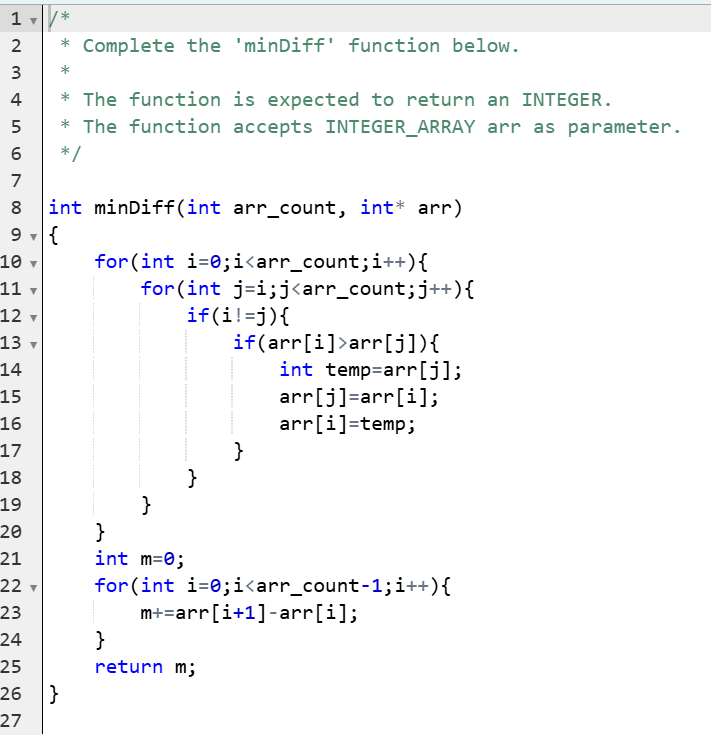 1 /*
2  * Complete the 'minDiff' function below.
3  *
4  * The function is expected to return an INTEGER.
5  * The function accepts INTEGER_ARRAY arr as parameter.
6  */
7
8 int minDiff(int arr_count, int* arr)
9 {
10     for(int i=0;i<arr_count;i++){
11         for(int j=i;j<arr_count;j++){
12             if(i!=j){
13                 if(arr[i]>arr[j]){
14                     int temp=arr[j];
15                     arr[j]=arr[i];
16                     arr[i]=temp;
17                 }
18             }
19         }
20     }
21     int m=0;
22     for(int i=0;i<arr_count-1;i++){
23         m+=arr[i+1]-arr[i];
24     }
25     return m;
26 }
27